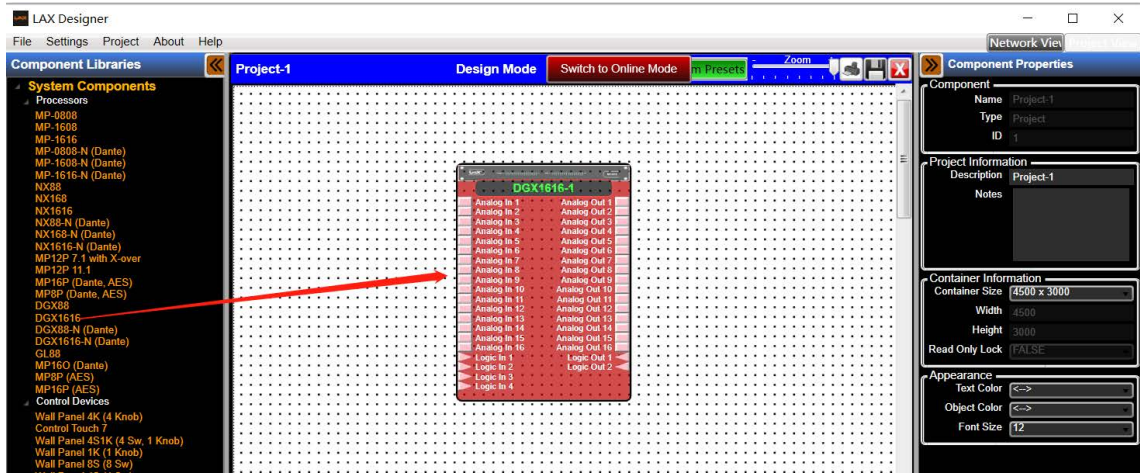 LAX Designer
File Settings Project About Help
Network Vie
Component Libraries
Project-1 Design Mode Switch to Online Mode m Presets Zoom
Component Properties
System Components
Processors
MP-0808
MP-1608
MP-1616
MP-0808-N (Dante)
MP-1608-N (Dante)
MP-1616-N (Dante)
NX88
NX168
NX1616
NX88-N (Dante)
NX168-N (Dante)
NX1616-N (Dante)
MP12P 7.1 with X-over
MP12P 11.1
MP16P (Dante, AES)
MP8P (Dante, AES)
DGX88
DGX1616
DGX88-N (Dante)
DGX1616-N (Dante)
GL88
MP16O (Dante)
MP8P (AES)
MP16P (AES)
Control Devices
Wall Panel 4K (4 Knob)
Control Touch 7
Wall Panel 4S1K (4 Sw, 1 Knob)
Wall Panel 1K (1 Knob)
Wall Panel 8S (8 Sw)
DGX1616-1
Analog In 1 Analog Out 1
Analog In 2 Analog Out 2
Analog In 3 Analog Out 3
Analog In 4 Analog Out 4
Analog In 5 Analog Out 5
Analog In 6 Analog Out 6
Analog In 7 Analog Out 7
Analog In 8 Analog Out 8
Analog In 9 Analog Out 9
Analog In 10 Analog Out 10
Analog In 11 Analog Out 11
Analog In 12 Analog Out 12
Analog In 13 Analog Out 13
Analog In 14 Analog Out 14
Analog In 15 Analog Out 15
Analog In 16 Analog Out 16
Logic In 1 Logic Out 1
Logic In 2 Logic Out 2
Logic In 3
Logic In 4
Component
Name Project-1
Type Project
ID 1
Project Information
Description Project-1
Notes
Container Information
Container Size 4500 x 3000
Width 4500
Height 3000
Read Only Lock FALSE
Appearance
Text Color <-->
Object Color <-->
Font Size 12